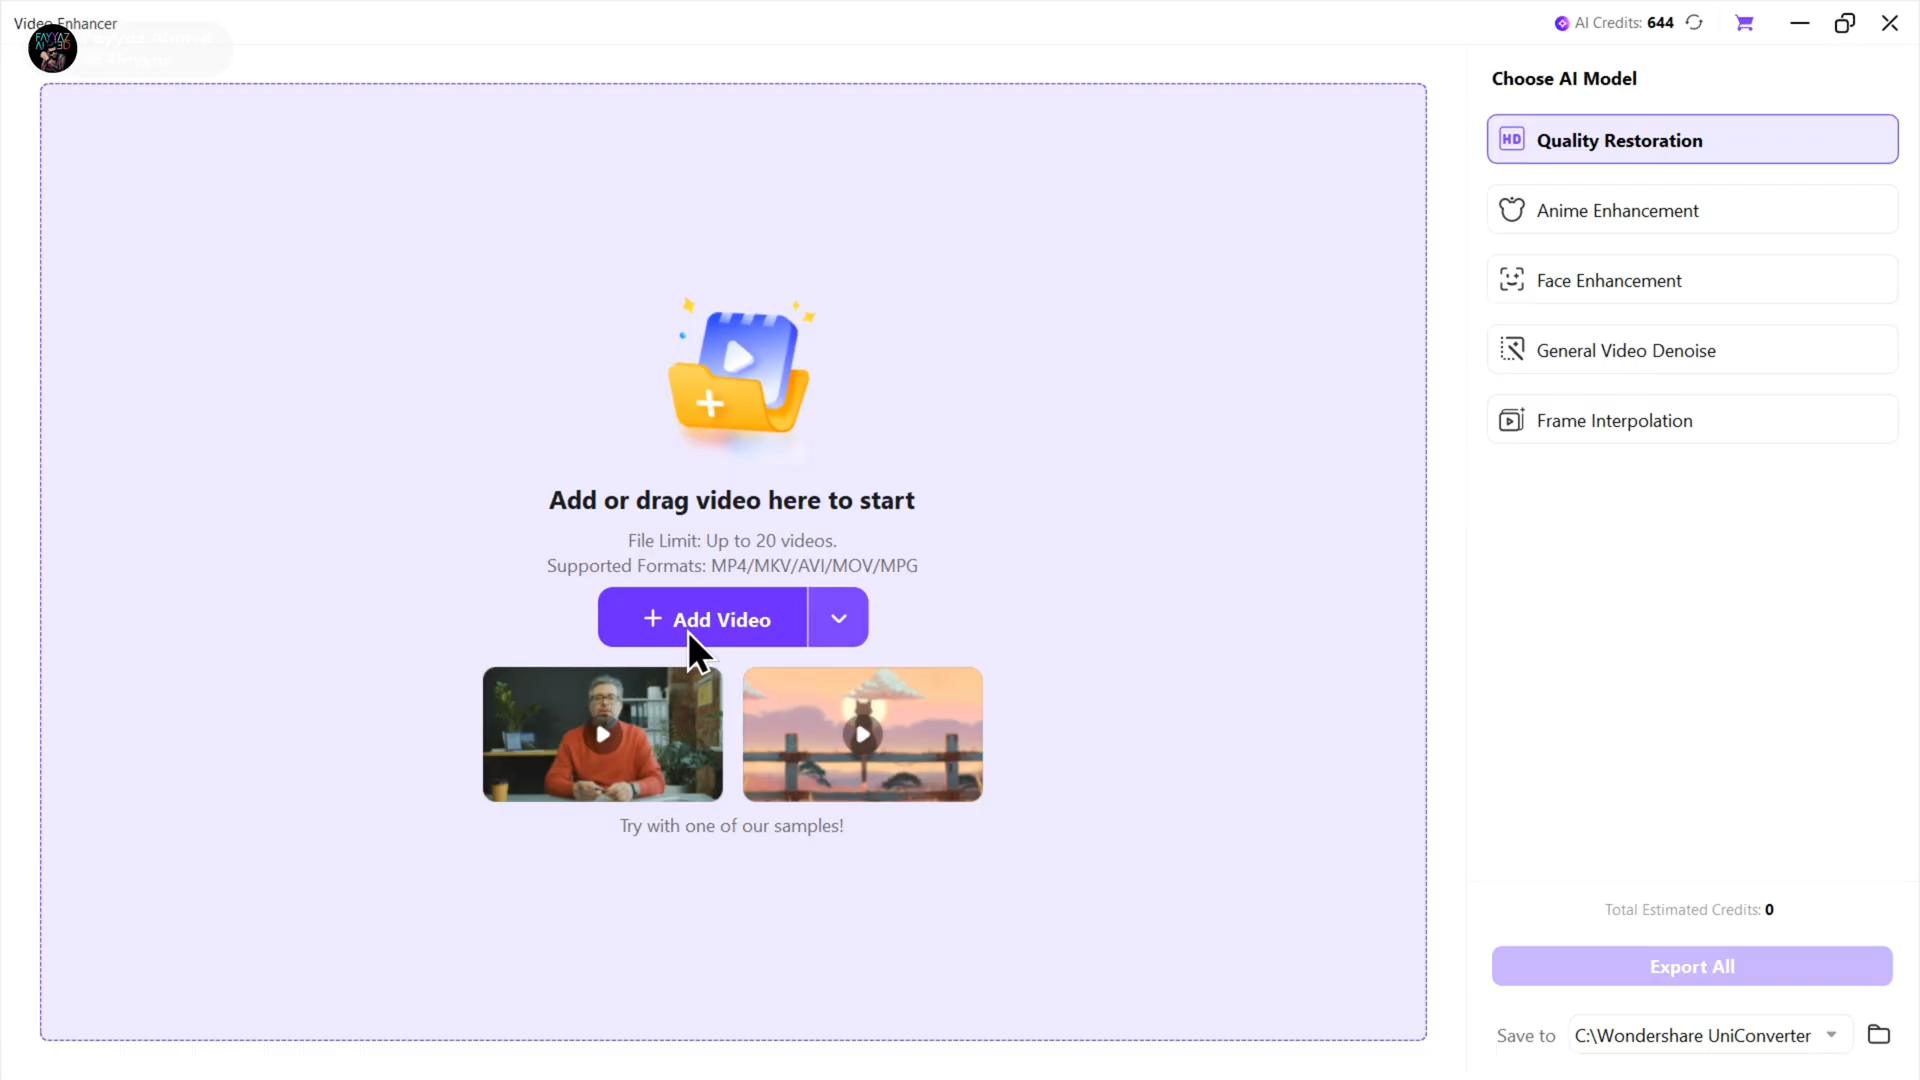 Video Enhancer
AI Credits: 644
FAYYAZ
Choose AI Model
HD Quality Restoration
Anime Enhancement
Face Enhancement
General Video Denoise
Frame Interpolation
Add or drag video here to start
File Limit: Up to 20 videos.
Supported Formats: MP4/MKV/AVI/MOV/MPG
Add Video
Try with one of our samples!
Total Estimated Credits: 0
Export All
Save to C:\Wondershare UniConverter